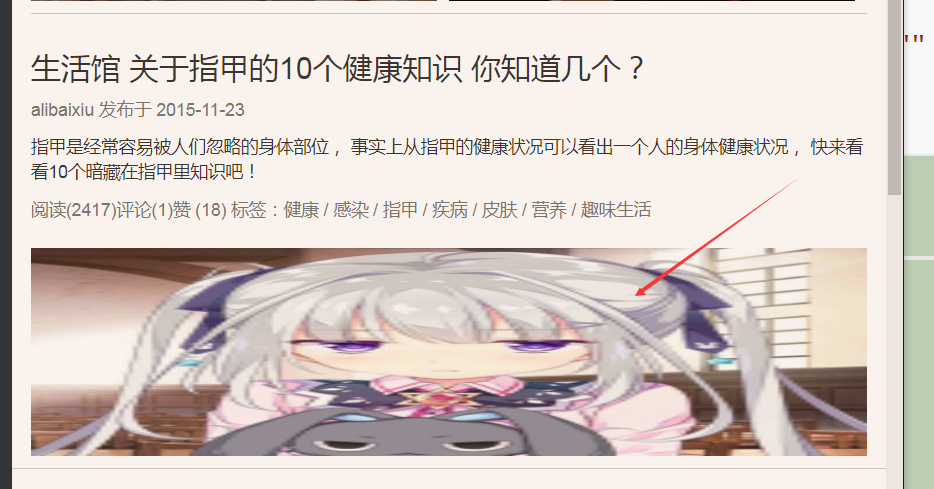 '"
生活馆 关于指甲的10个健康知识 你知道几个？
alibaixiu 发布于 2015-11-23
指甲是经常容易被人们忽略的身体部位，事实上从指甲的健康状况可以看出一个人的身体健康状况，快来看
看10个暗藏在指甲里知识吧！
阅读(2417)评论(1)赞 (18) 标签：健康 / 感染 / 指甲 / 疾病 / 皮肤 / 营养 / 趣味生活